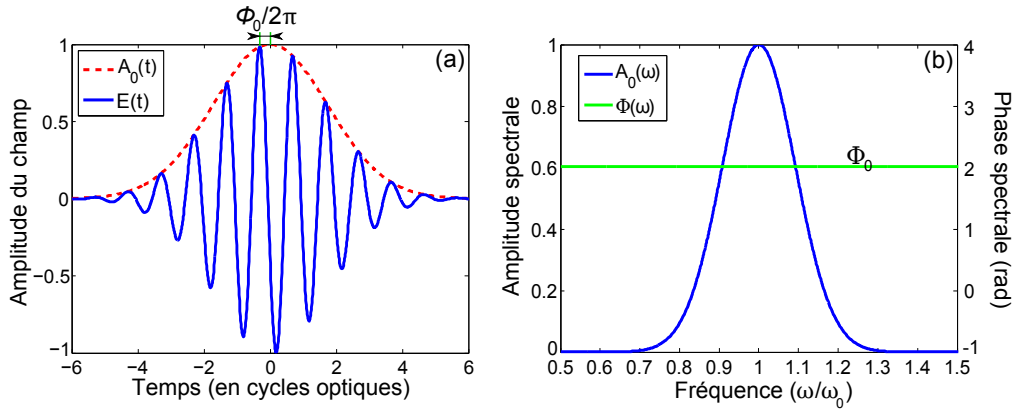 Φ₀/2π
(a)
A₀(t)
E(t)
Amplitude du champ
1
0.5
0
−0.5
−1
−6
−4
−2
0
2
4
6
Temps (en cycles optiques)
(b)
A₀(ω)
Φ(ω)
Φ₀
Amplitude spectrale
1
0.8
0.6
0.4
0.2
0
0.5
0.6
0.7
0.8
0.9
1
1.1
1.2
1.3
1.4
1.5
Fréquence (ω/ω₀)
4
3
2
1
0
-1
Phase spectrale (rad)